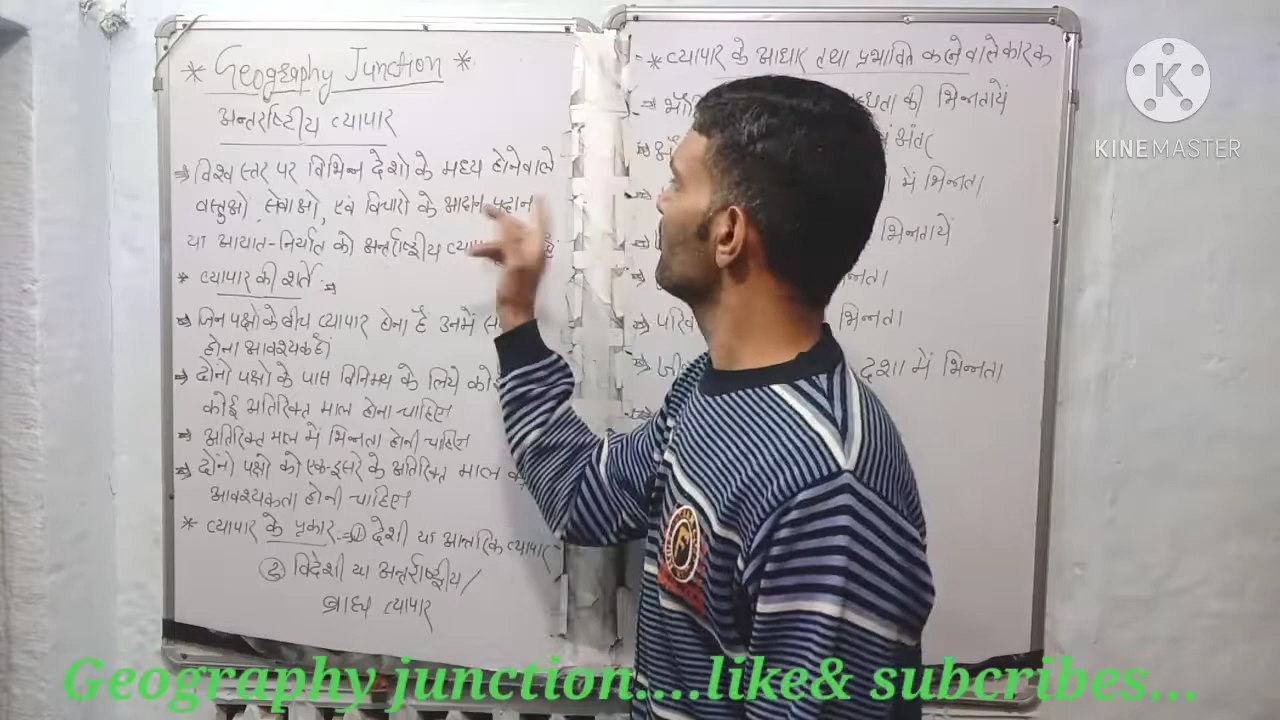 * Geography Junction *
अन्तर्राष्ट्रीय व्यापार
⇒ विश्व स्तर पर विभिन्न देशो के मध्य होनेवाले
वस्तुओ, सेवाओ, एवं विचारो के आदान प्रदान
या आयात-निर्यात को अन्तर्राष्ट्रीय
* व्यापार की शर्ते :⇒
⇒ जिन पक्षो के बीच व्यापार होना है उनमें
होना आवश्यक है।
⇒ दोनो पक्षो के पास विनिमय के लिये
कोई अतिरिक्त माल होना चाहिए
⇒ अतिरिक्त माल में भिन्नता होनी चाहिए
⇒ दोंनो पक्षो को एक-दूसरे के अतिरिक्त माल
आवश्यकता होनी चाहिए।
* व्यापार के प्रकार :⇒ ① देशी या आन्तरिक व्यापार
② विदेशी या अन्तर्राष्ट्रीय/
बाह्य व्यापार
* व्यापार के आधार तथा प्रभावित करने वाले कारक
की भिन्नतायें
अंतर
में भिन्नता
भिन्नतायें
भिन्नता
दशा में भिन्नता
K
KINEMASTER
Geography junction....like& subcribes...